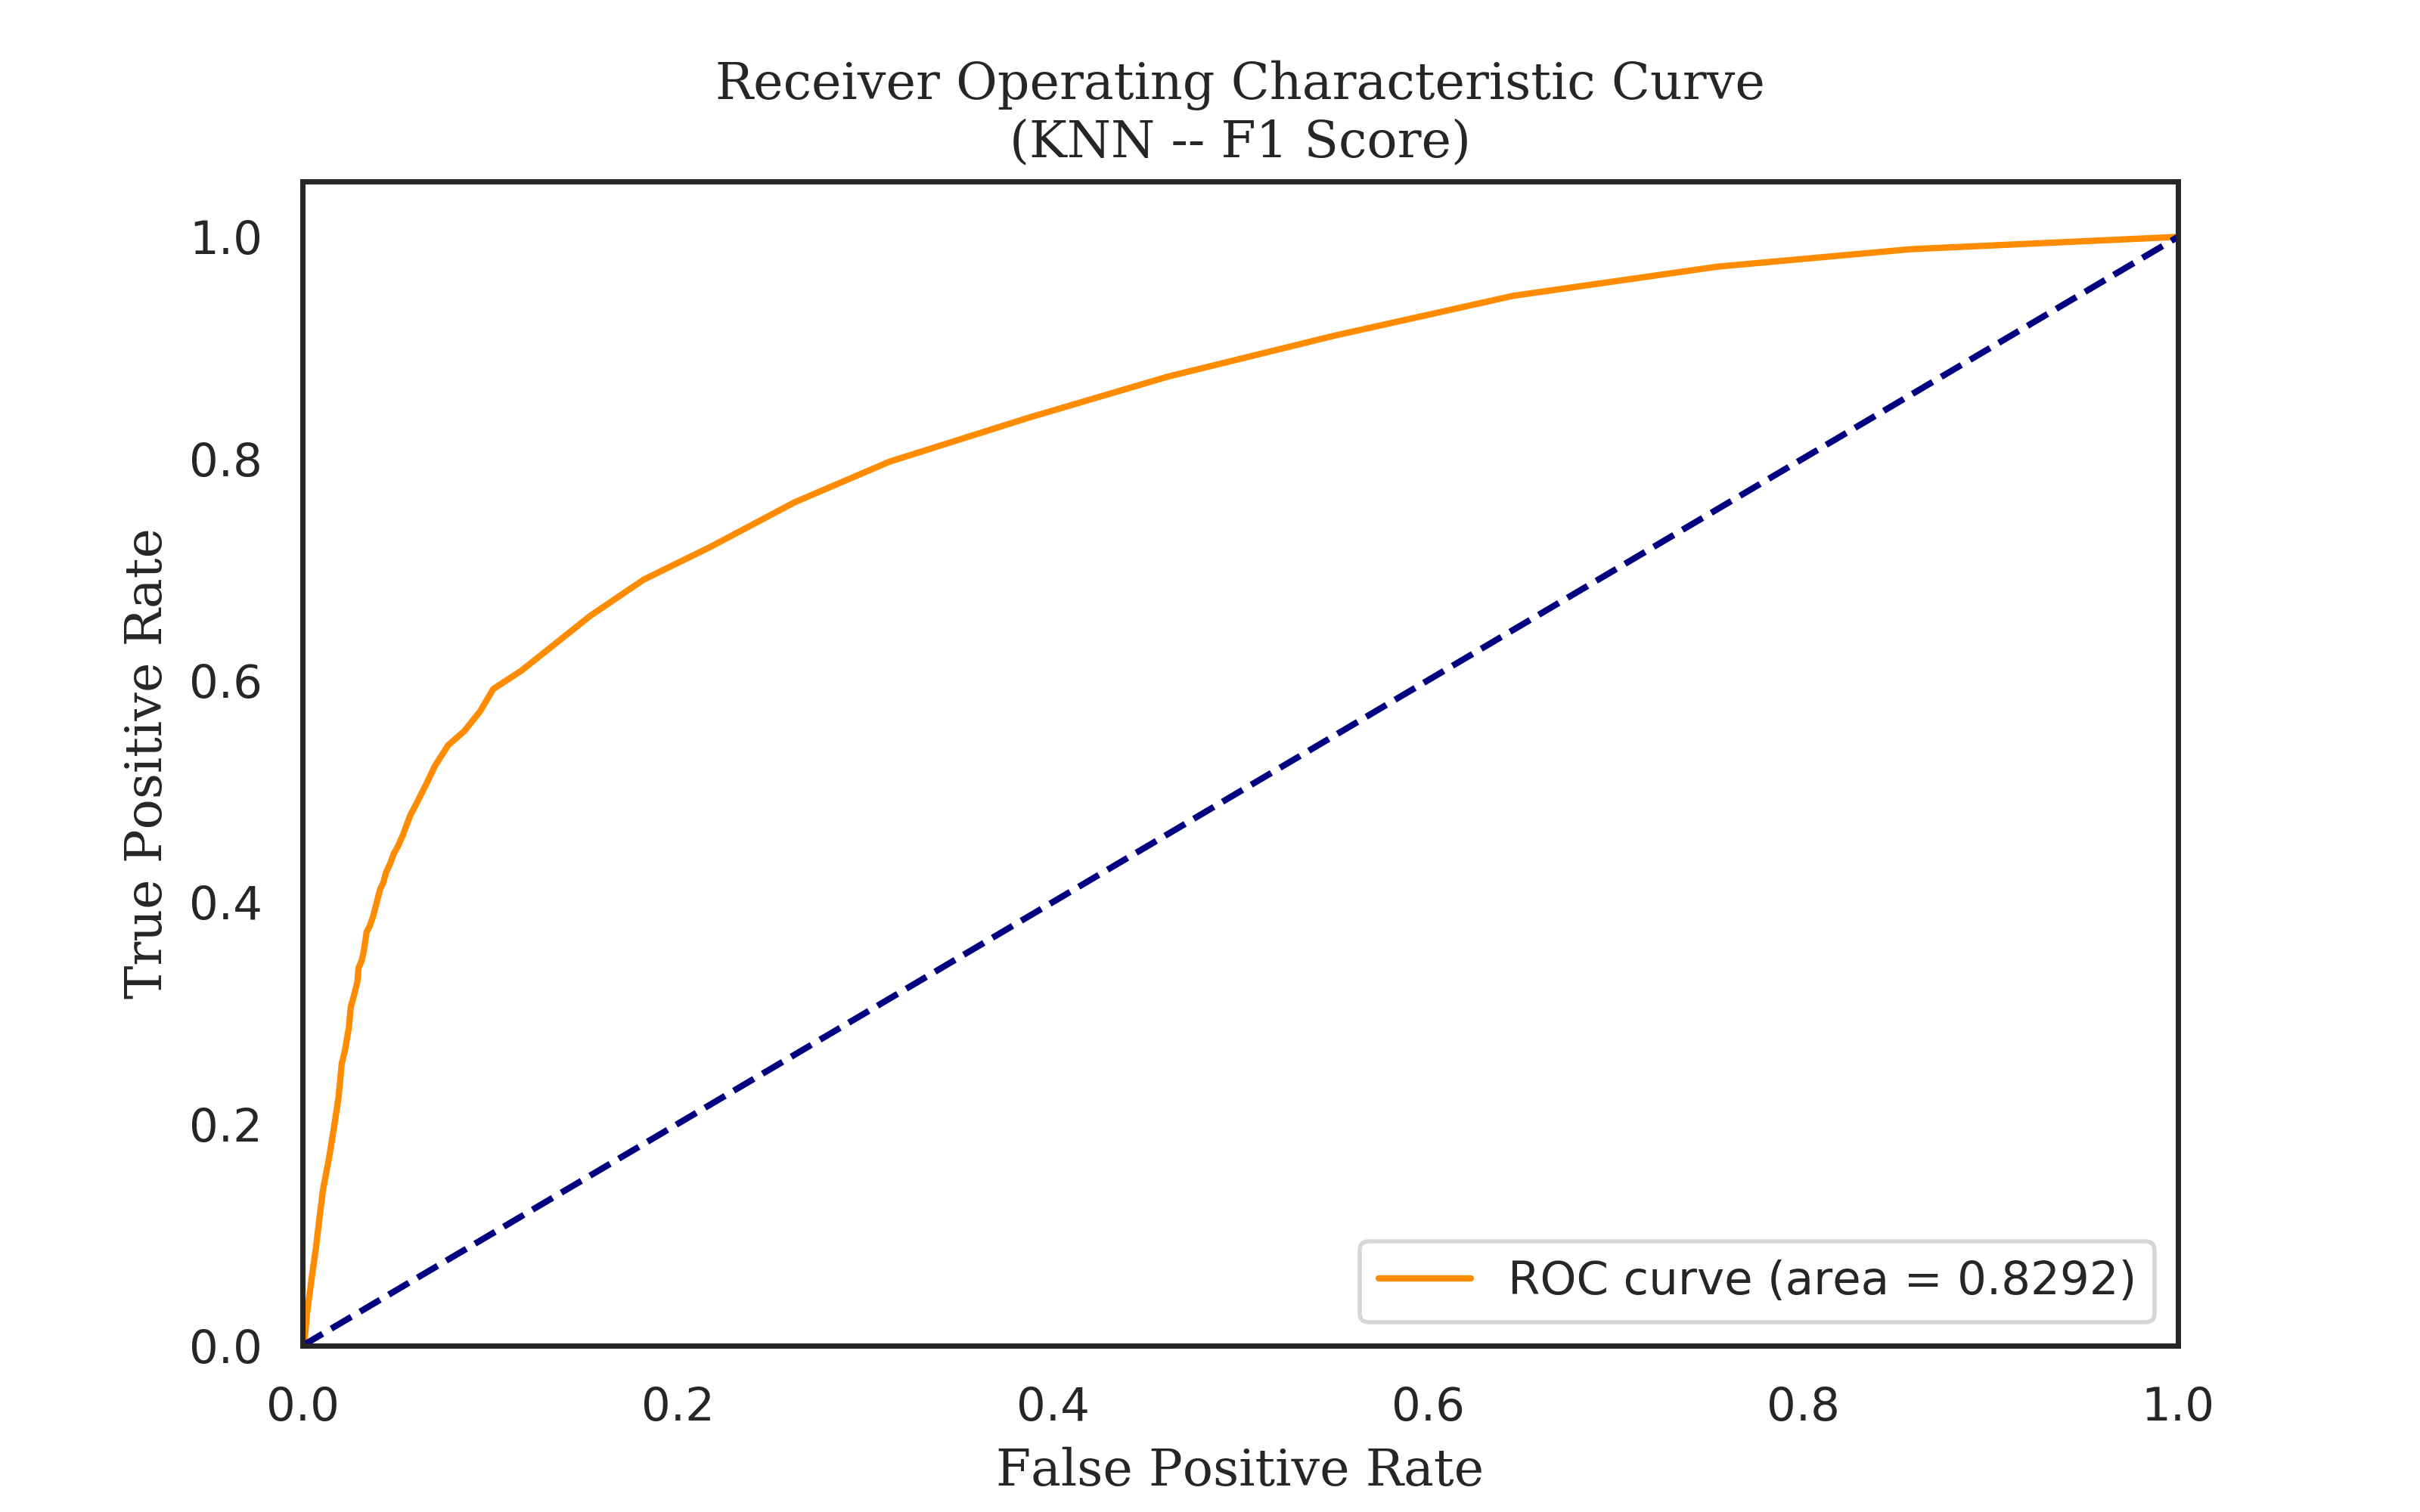 Receiver Operating Characteristic Curve
(KNN -- F1 Score)
True Positive Rate
1.0
0.8
0.6
0.4
0.2
0.0
ROC curve (area = 0.8292)
0.0 0.2 0.4 0.6 0.8 1.0
False Positive Rate